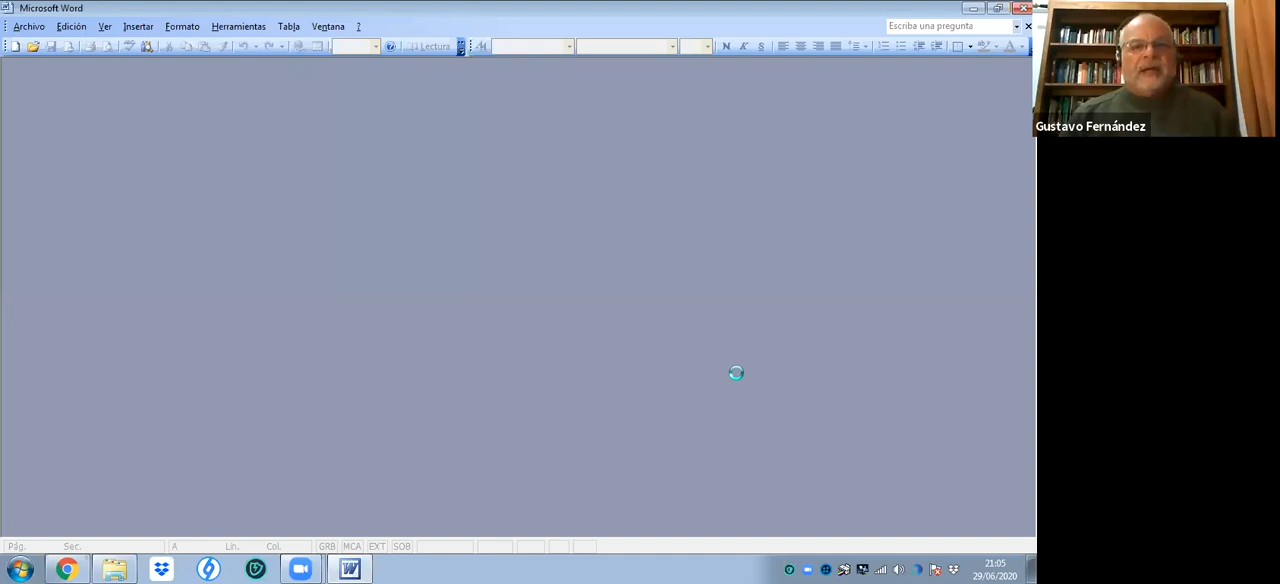 Microsoft Word
Archivo Edición Ver Insertar Formato Herramientas Tabla Ventana ?
Escriba una pregunta
Lectura
N K S
Gustavo Fernández
Pág. Sec. A Lín. Col. GRB MCA EXT SOB
21:05
29/06/2020